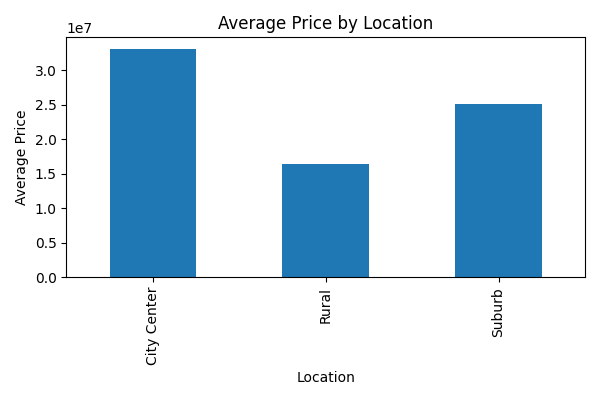 Average Price by Location
1e7
Average Price
3.0
2.5
2.0
1.5
1.0
0.5
0.0
City Center
Rural
Suburb
Location